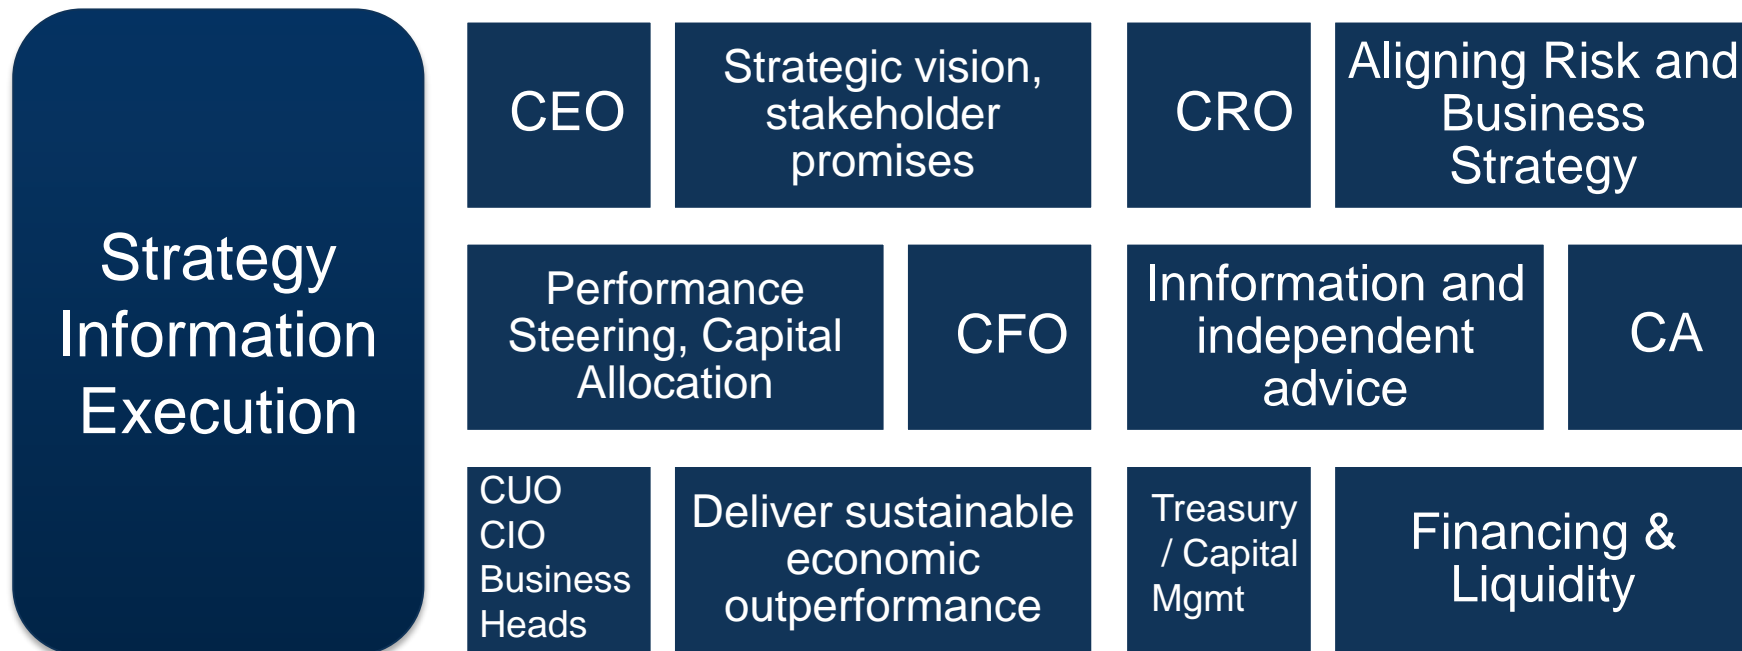 Strategy
Information
Execution
CEO
Strategic vision,
stakeholder
promises
CRO
Aligning Risk and
Business
Strategy
Performance
Steering, Capital
Allocation
CFO
Innformation and
independent
advice
CA
CUO
CIO
Business
Heads
Deliver sustainable
economic
outperformance
Treasury
/ Capital
Mgmt
Financing &
Liquidity